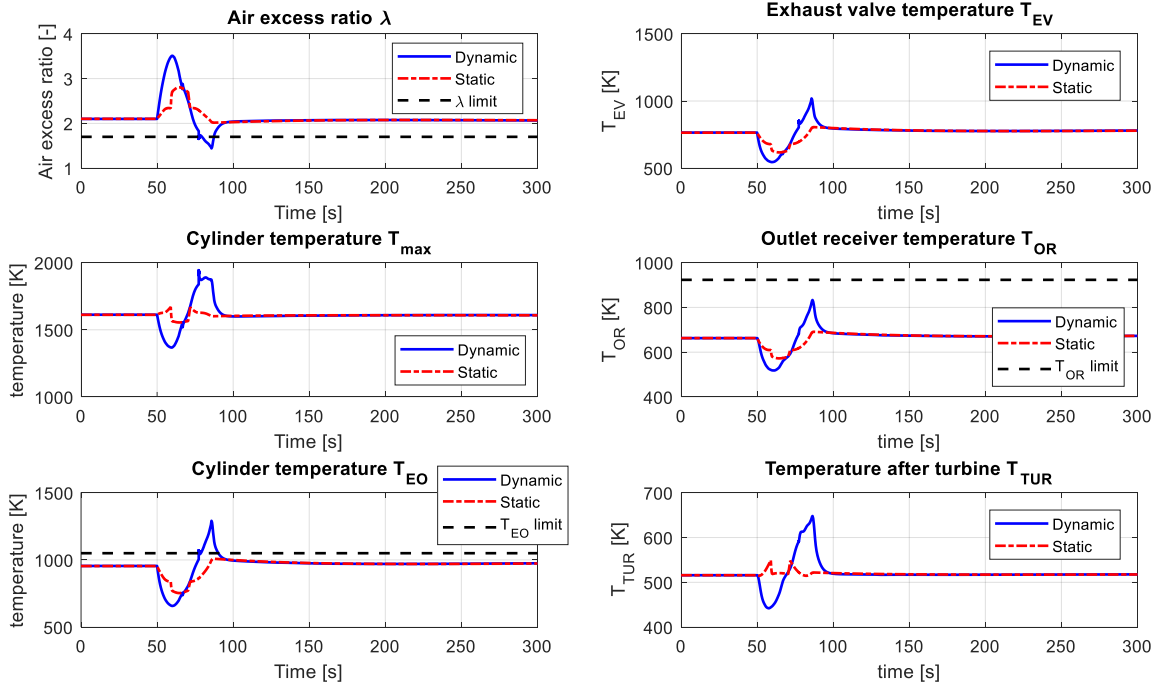 Air excess ratio λ
Air excess ratio [-]
4
3
2
1
Dynamic
Static
λ limit
0 50 100 150 200 250 300
Time [s]
Exhaust valve temperature T_EV
T_EV [K]
1500
1000
500
Dynamic
Static
0 50 100 150 200 250 300
time [s]
Cylinder temperature T_max
temperature [K]
2000
1500
1000
Dynamic
Static
0 50 100 150 200 250 300
Time [s]
Outlet receiver temperature T_OR
T_OR [K]
1000
800
600
400
Dynamic
Static
T_OR limit
0 50 100 150 200 250 300
time [s]
Cylinder temperature T_EO
temperature [K]
1500
1000
500
Dynamic
Static
T_EO limit
0 50 100 150 200 250 300
Time [s]
Temperature after turbine T_TUR
T_TUR [K]
700
600
500
400
Dynamic
Static
0 50 100 150 200 250 300
time [s]